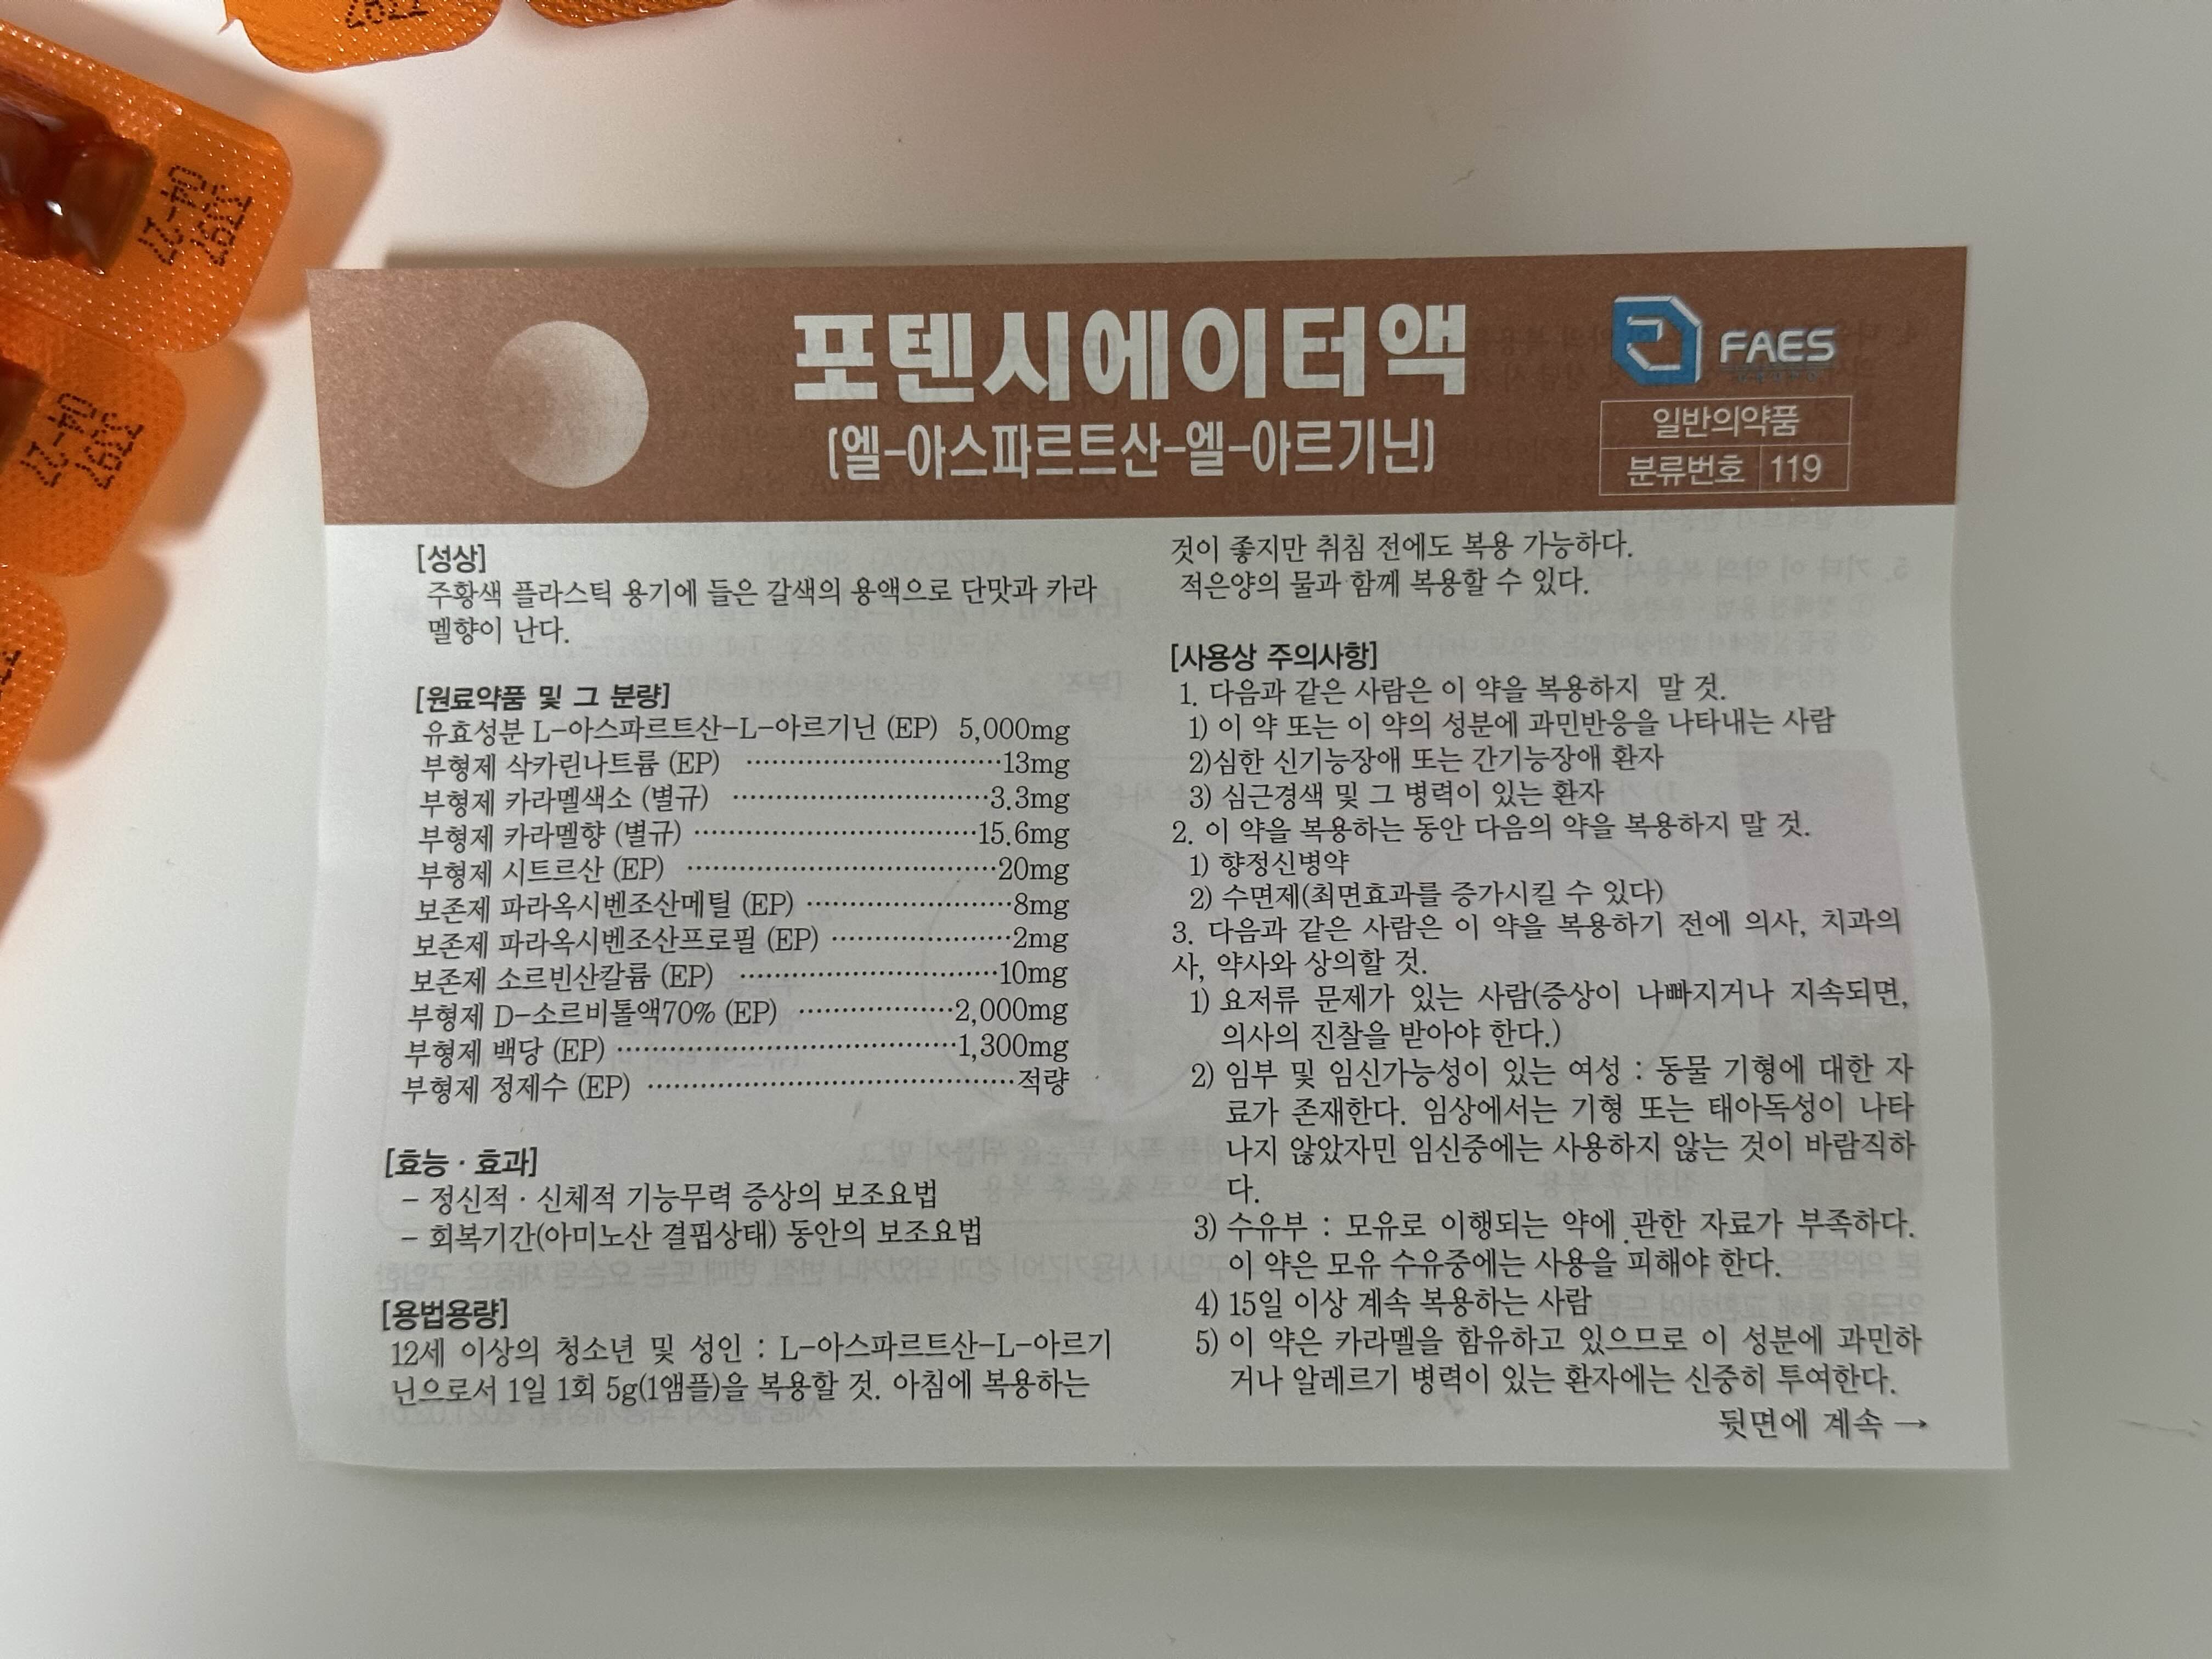 포텐시에이터액
(엘-아스파르트산-엘-아르기닌)
FAES
일반의약품
분류번호 119
[성상]
주황색 플라스틱 용기에 들은 갈색의 용액으로 단맛과 카라
멜향이 난다.
[원료약품 및 그 분량]
유효성분 L-아스파르트산-L-아르기닌 (EP) 5,000mg
부형제 삭카린나트륨 (EP) ································13mg
부형제 카라멜색소 (별규) ································3.3mg
부형제 카라멜향 (별규) ································15.6mg
부형제 시트르산 (EP) ································20mg
보존제 파라옥시벤조산메틸 (EP) ························8mg
보존제 파라옥시벤조산프로필 (EP) ·····················2mg
보존제 소르빈산칼륨 (EP) ······························10mg
부형제 D-소르비톨액70% (EP) ··················2,000mg
부형제 백당 (EP) ·······································1,300mg
부형제 정제수 (EP) ··········································적량
[효능 · 효과]
- 정신적 · 신체적 기능무력 증상의 보조요법
- 회복기간(아미노산 결핍상태) 동안의 보조요법
[용법용량]
12세 이상의 청소년 및 성인 : L-아스파르트산-L-아르기
닌으로서 1일 1회 5g(1앰플)을 복용할 것. 아침에 복용하는
것이 좋지만 취침 전에도 복용 가능하다.
적은양의 물과 함께 복용할 수 있다.
[사용상 주의사항]
1. 다음과 같은 사람은 이 약을 복용하지 말 것.
1) 이 약 또는 이 약의 성분에 과민반응을 나타내는 사람
2)심한 신기능장애 또는 간기능장애 환자
3) 심근경색 및 그 병력이 있는 환자
2. 이 약을 복용하는 동안 다음의 약을 복용하지 말 것.
1) 향정신병약
2) 수면제(최면효과를 증가시킬 수 있다)
3. 다음과 같은 사람은 이 약을 복용하기 전에 의사, 치과의
사, 약사와 상의할 것.
1) 요저류 문제가 있는 사람(증상이 나빠지거나 지속되면,
의사의 진찰을 받아야 한다.)
2) 임부 및 임신가능성이 있는 여성 : 동물 기형에 대한 자
료가 존재한다. 임상에서는 기형 또는 태아독성이 나타
나지 않았자민 임신중에는 사용하지 않는 것이 바람직하
다.
3) 수유부 : 모유로 이행되는 약에 관한 자료가 부족하다.
이 약은 모유 수유중에는 사용을 피해야 한다.
4) 15일 이상 계속 복용하는 사람
5) 이 약은 카라멜을 함유하고 있으므로 이 성분에 과민하
거나 알레르기 병력이 있는 환자에는 신중히 투여한다.
뒷면에 계속 →